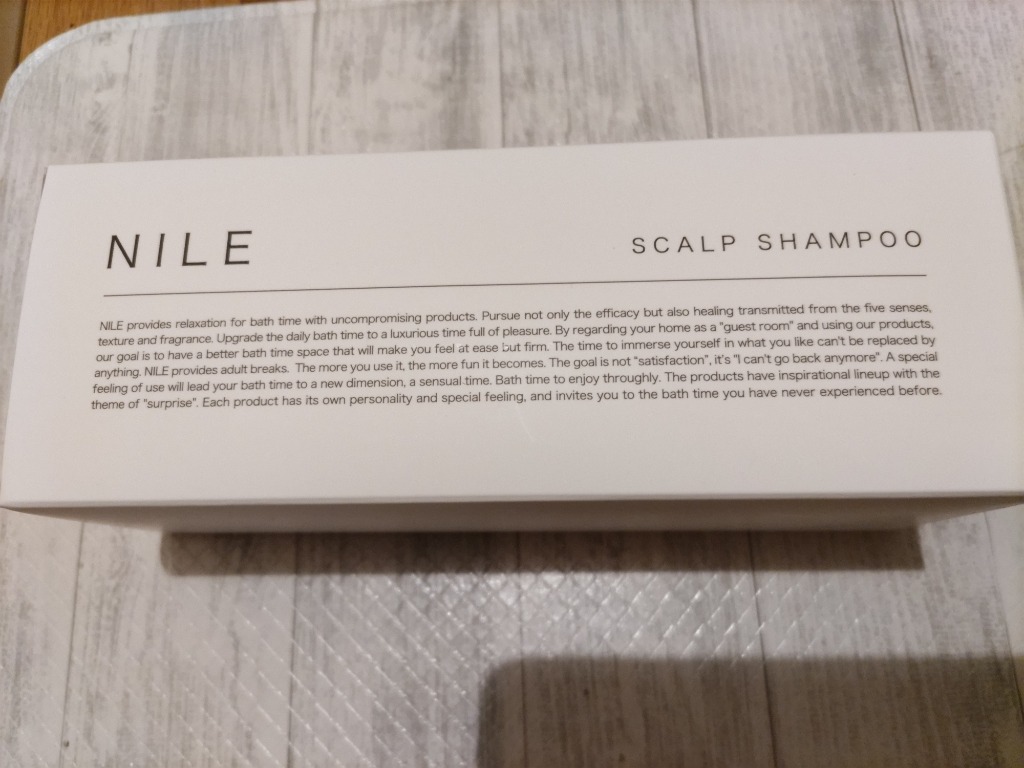 NILE
SCALP SHAMPOO
NILE provides relaxation for bath time with uncompromising products. Pursue not only the efficacy but also healing transmitted from the five senses,
texture and fragrance. Upgrade the daily bath time to a luxurious time full of pleasure. By regarding your home as a "guest room" and using our products,
our goal is to have a better bath time space that will make you feel at ease but firm. The time to immerse yourself in what you like can't be replaced by
anything. NILE provides adult breaks. The more you use it, the more fun it becomes. The goal is not "satisfaction", it's "I can't go back anymore". A special
feeling of use will lead your bath time to a new dimension, a sensual time. Bath time to enjoy throughly. The products have inspirational lineup with the
theme of "surprise". Each product has its own personality and special feeling, and invites you to the bath time you have never experienced before.